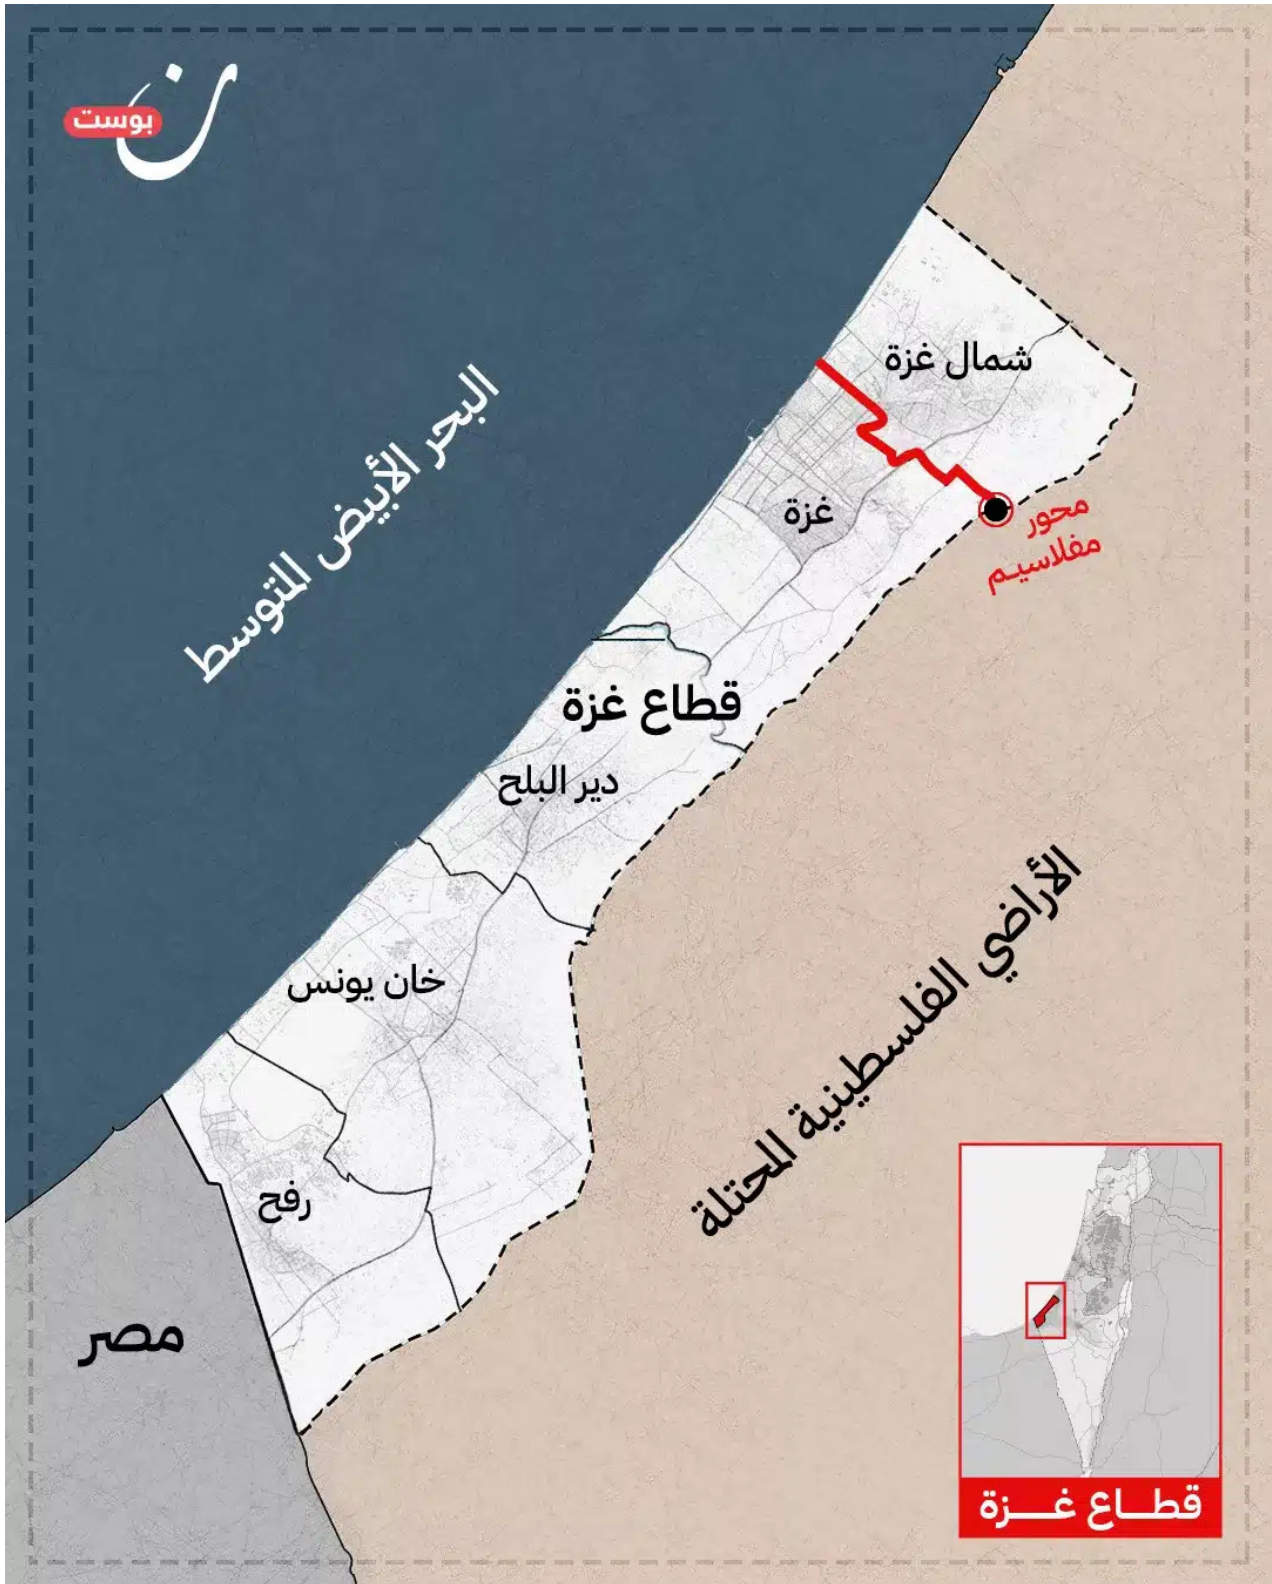 ن بوست
شمال غزة
البحر الأبيض المتوسط
غزة
محور
مفلاسيم
قطاع غزة
دير البلح
الأراضي الفلسطينية المحتلة
خان يونس
رفح
مصر
قطاع غزة